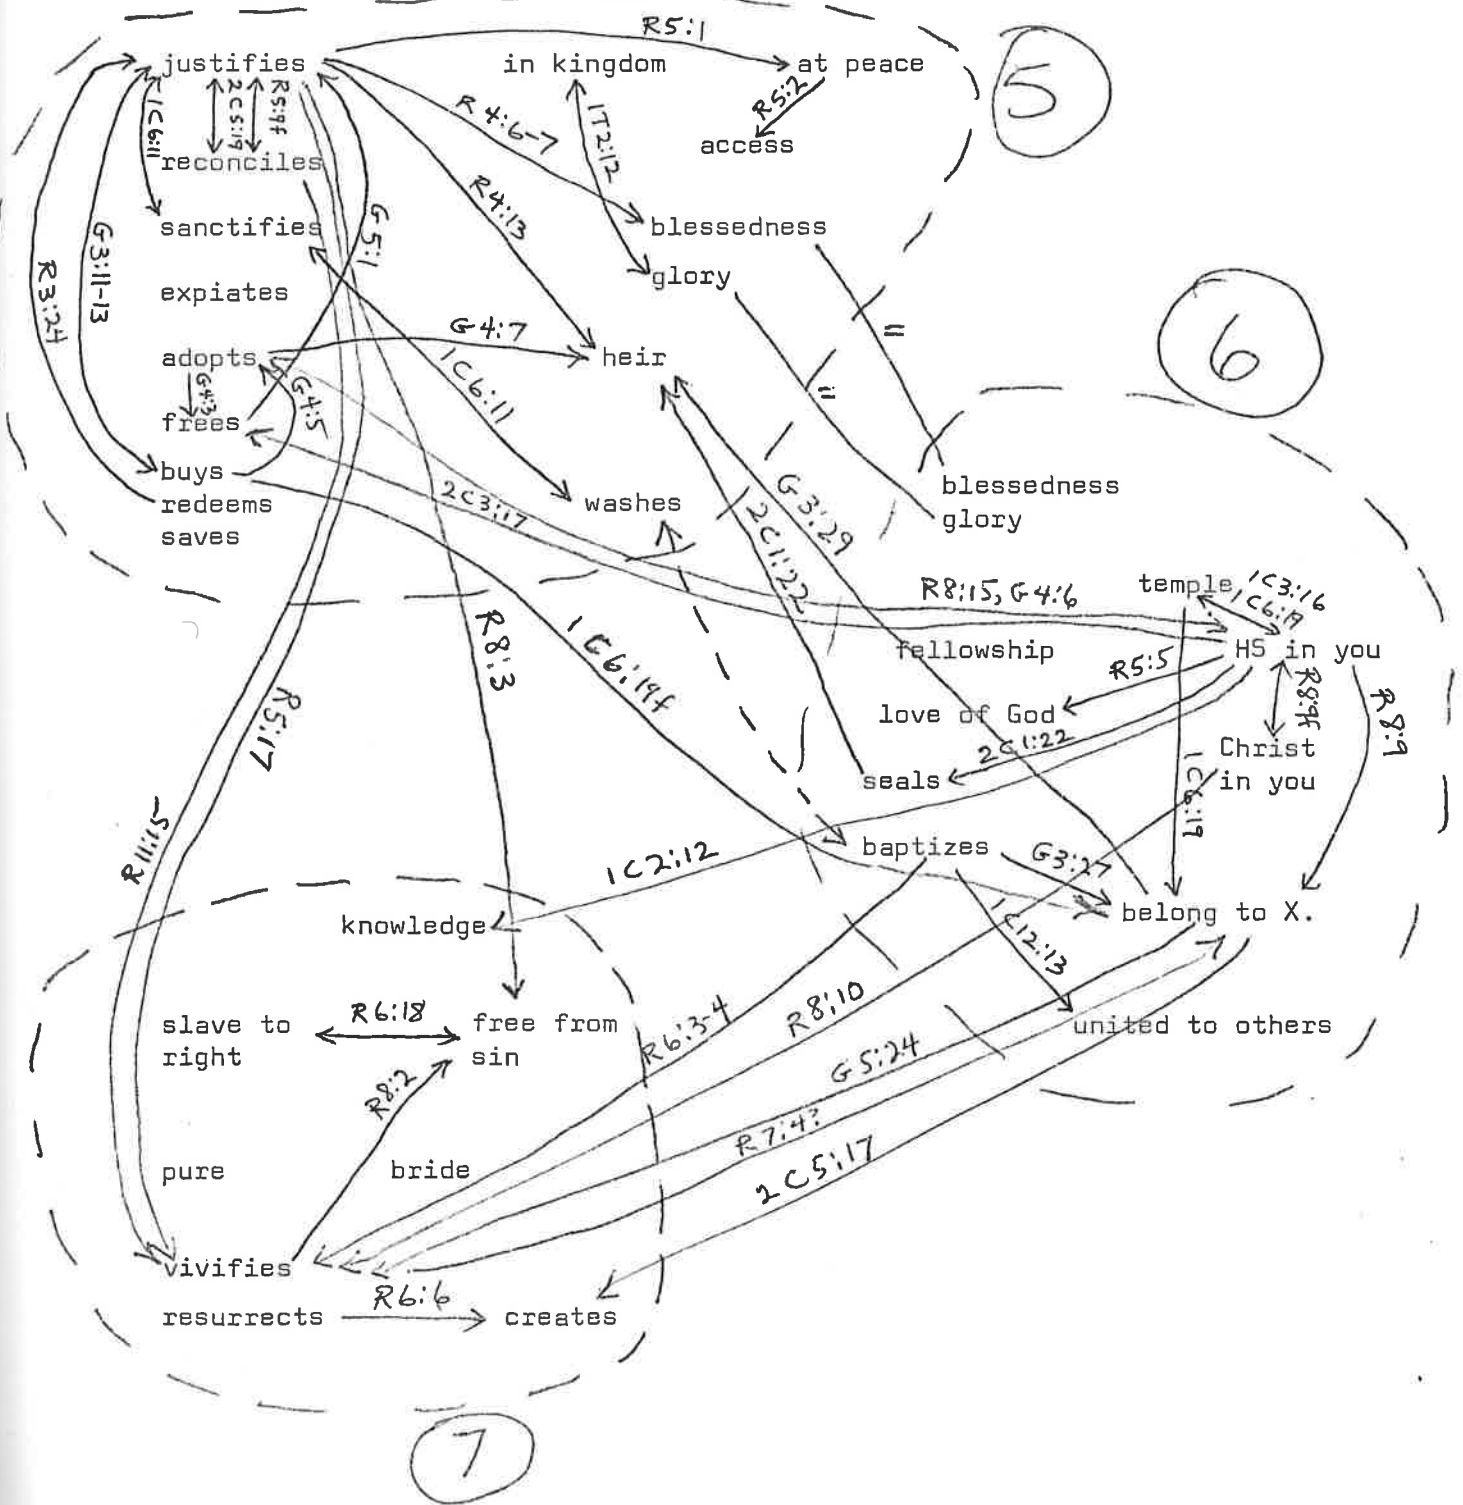 R5:1
5
justifies
in kingdom
at peace
R5:2
1C6:11
2C5:19
R5:9f
R4:6-7
1T2:12
access
reconciles
R4:13
sanctifies
G5:1
blessedness
G3:11-13
R3:24
glory
expiates
=
6
adopts
G4:7
heir
1C6:11
=
G4:3
G4:5
frees
buys
redeems
saves
2C3:17
washes
2C1:22
G3:29
blessedness
glory
R8:15, G4:6
temple
1C3:16
1C6:19
R8:3
1C6:19f
fellowship
HS in you
R5:5
R8:9f
R8:9
love of God
2C1:22
Christ
in you
seals
R5:17
R11:15
1C6:19
baptizes
G3:27
1C2:12
knowledge
belong to X.
1C12:13
slave to
right
R6:18
free from
sin
R6:3-4
R8:10
united to others
G5:24
R8:2
R7:4?
2C5:17
pure
bride
vivifies
R6:6
resurrects
creates
7